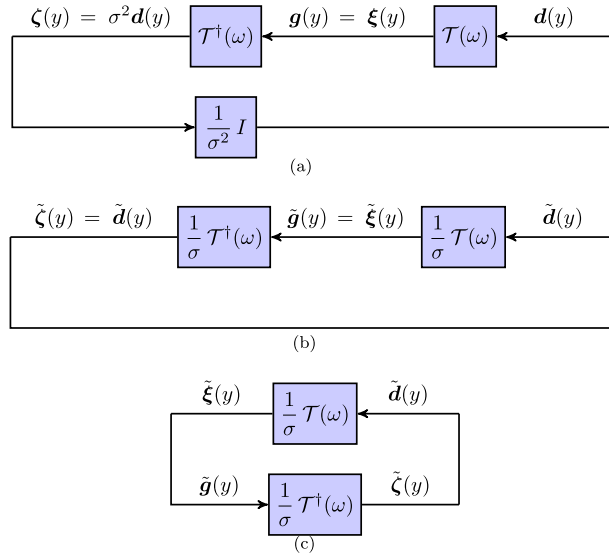 ζ(y) = σ²d(y) 𝒯†(ω) g(y) = ξ(y) 𝒯(ω) d(y)
1/σ² I
(a)
ζ̃(y) = d̃(y) 1/σ 𝒯†(ω) g̃(y) = ξ̃(y) 1/σ 𝒯(ω) d̃(y)
(b)
ξ̃(y) 1/σ 𝒯(ω) d̃(y)
g̃(y) 1/σ 𝒯†(ω) ζ̃(y)
(c)